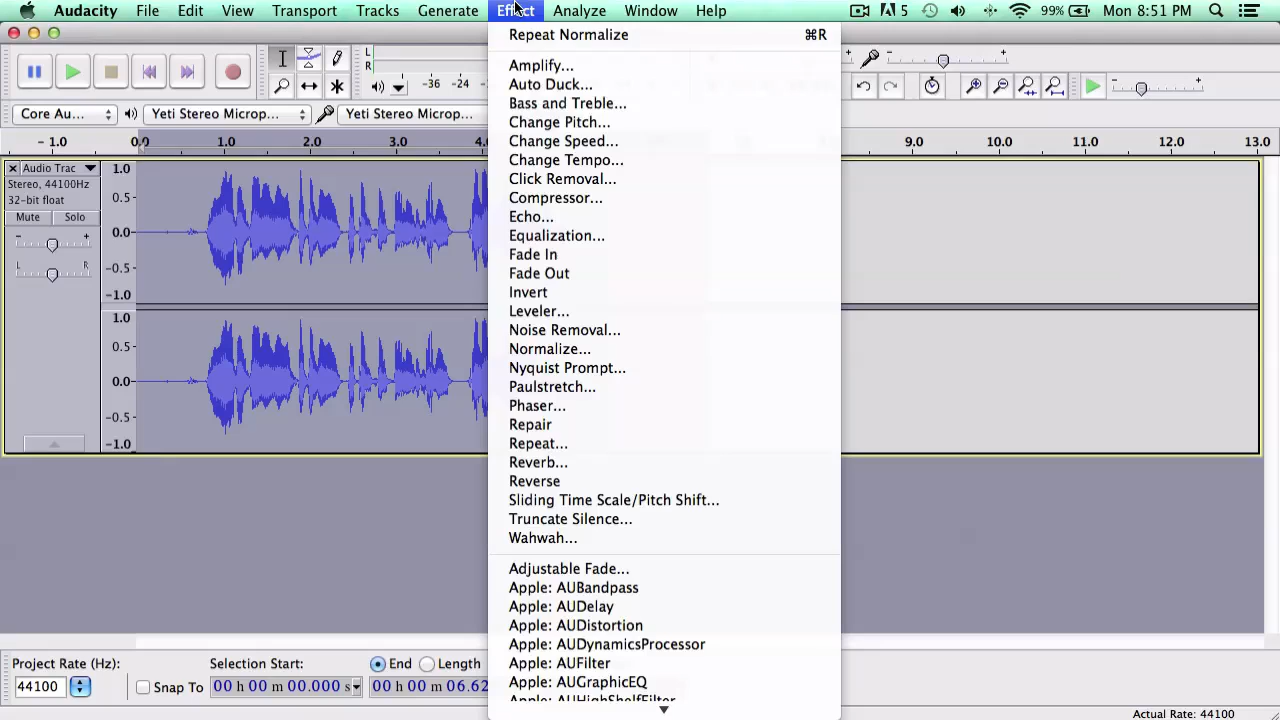 Audacity File Edit View Transport Tracks Generate Effect Analyze Window Help 5 99% Mon 8:51 PM
Repeat Normalize ⌘R
L
R
-36 -24
Core Au... Yeti Stereo Microp... Yeti Stereo Microp...
- 1.0 0.0 1.0 2.0 3.0 4.0 9.0 10.0 11.0 12.0 13.0
Audio Trac
Stereo, 44100Hz
32-bit float
Mute Solo
- +
L R
1.0
0.5
0.0-
-0.5
-1.0
1.0
0.5
0.0-
-0.5
-1.0
Amplify...
Auto Duck...
Bass and Treble...
Change Pitch...
Change Speed...
Change Tempo...
Click Removal...
Compressor...
Echo...
Equalization...
Fade In
Fade Out
Invert
Leveler...
Noise Removal...
Normalize...
Nyquist Prompt...
Paulstretch...
Phaser...
Repair
Repeat...
Reverb...
Reverse
Sliding Time Scale/Pitch Shift...
Truncate Silence...
Wahwah...
Adjustable Fade...
Apple: AUBandpass
Apple: AUDelay
Apple: AUDistortion
Apple: AUDynamicsProcessor
Apple: AUFilter
Apple: AUGraphicEQ
Apple: AUHighShelfFilter
Project Rate (Hz): Selection Start: End Length
44100 Snap To 00 h 00 m 00.000 s 00 h 00 m 06.62
Actual Rate: 44100